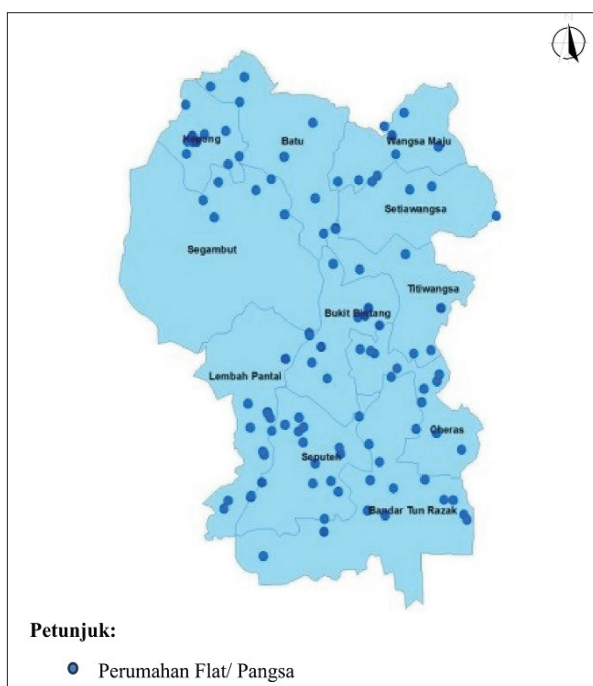 N
Kepong
Batu
Wangsa Maju
Setiawangsa
Segambut
Titiwangsa
Bukit Bintang
Lembah Pantai
Cheras
Seputeh
Bandar Tun Razak
Petunjuk:
Perumahan Flat/ Pangsa